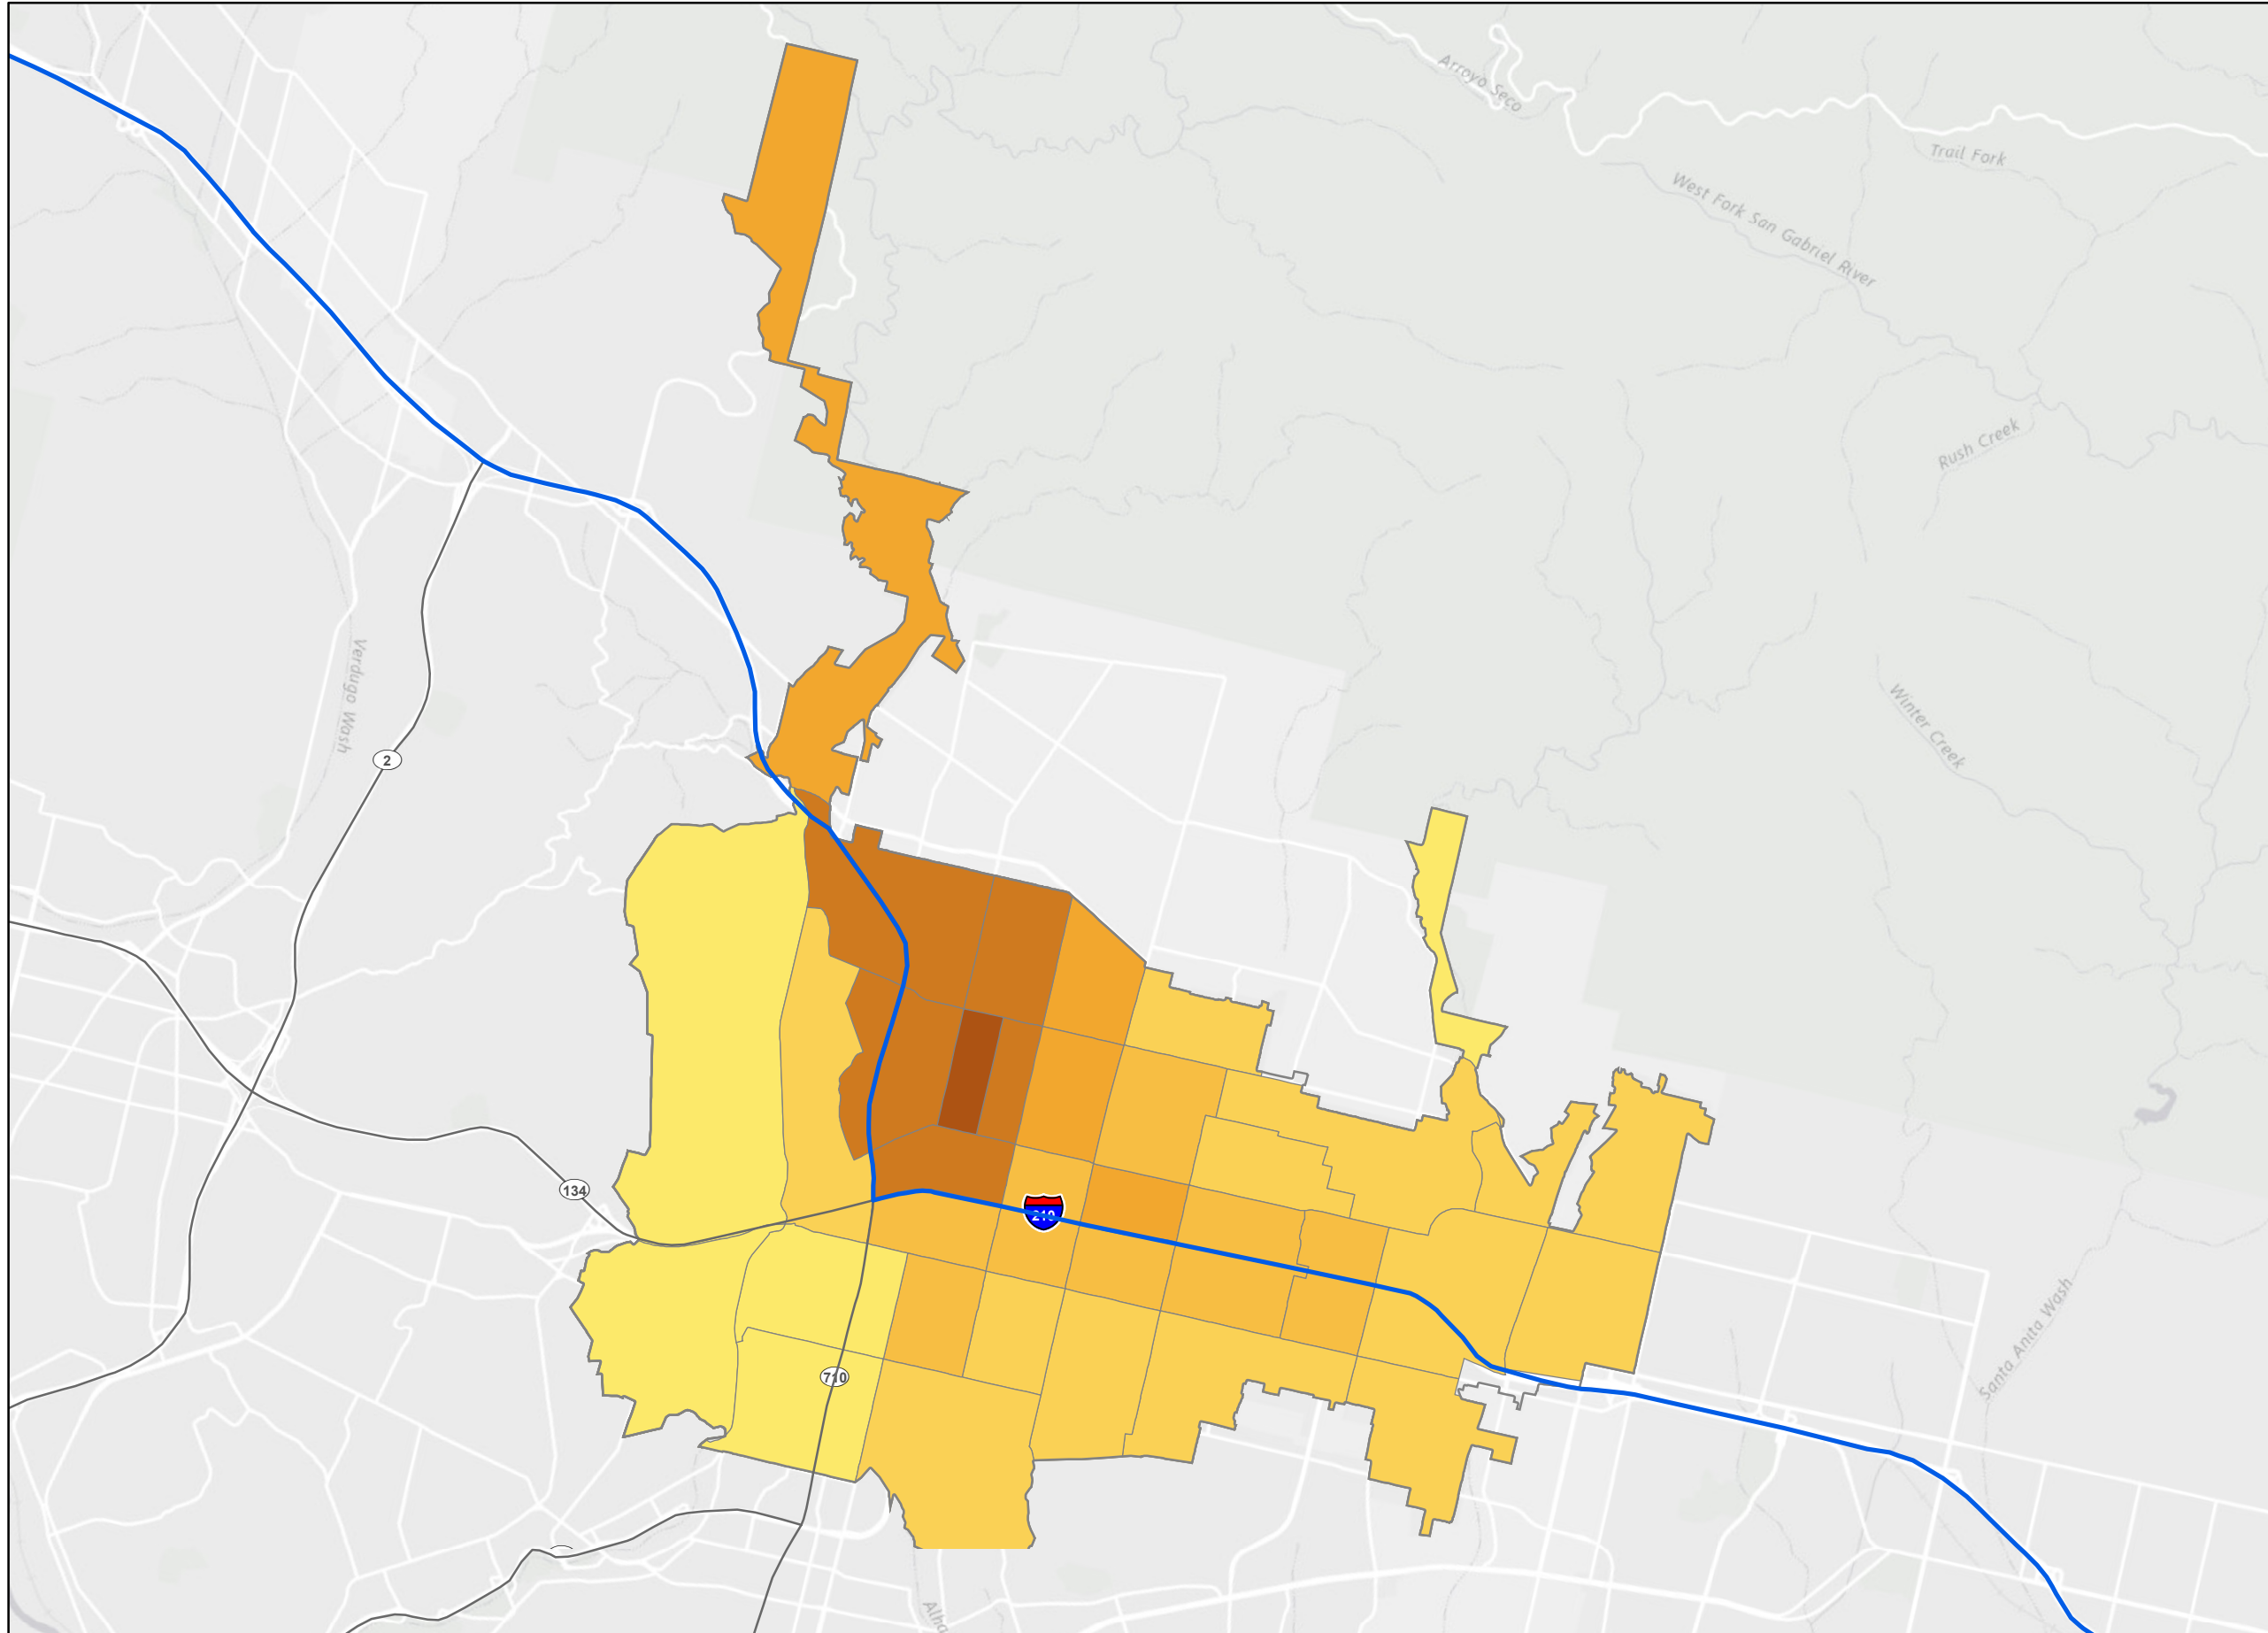 Arroyo Seco
Trail Fork
West Fork San Gabriel River
Rush Creek
Verdugo Wash
Winter Creek
2
134
210
Santa Anita Wash
710
Alha